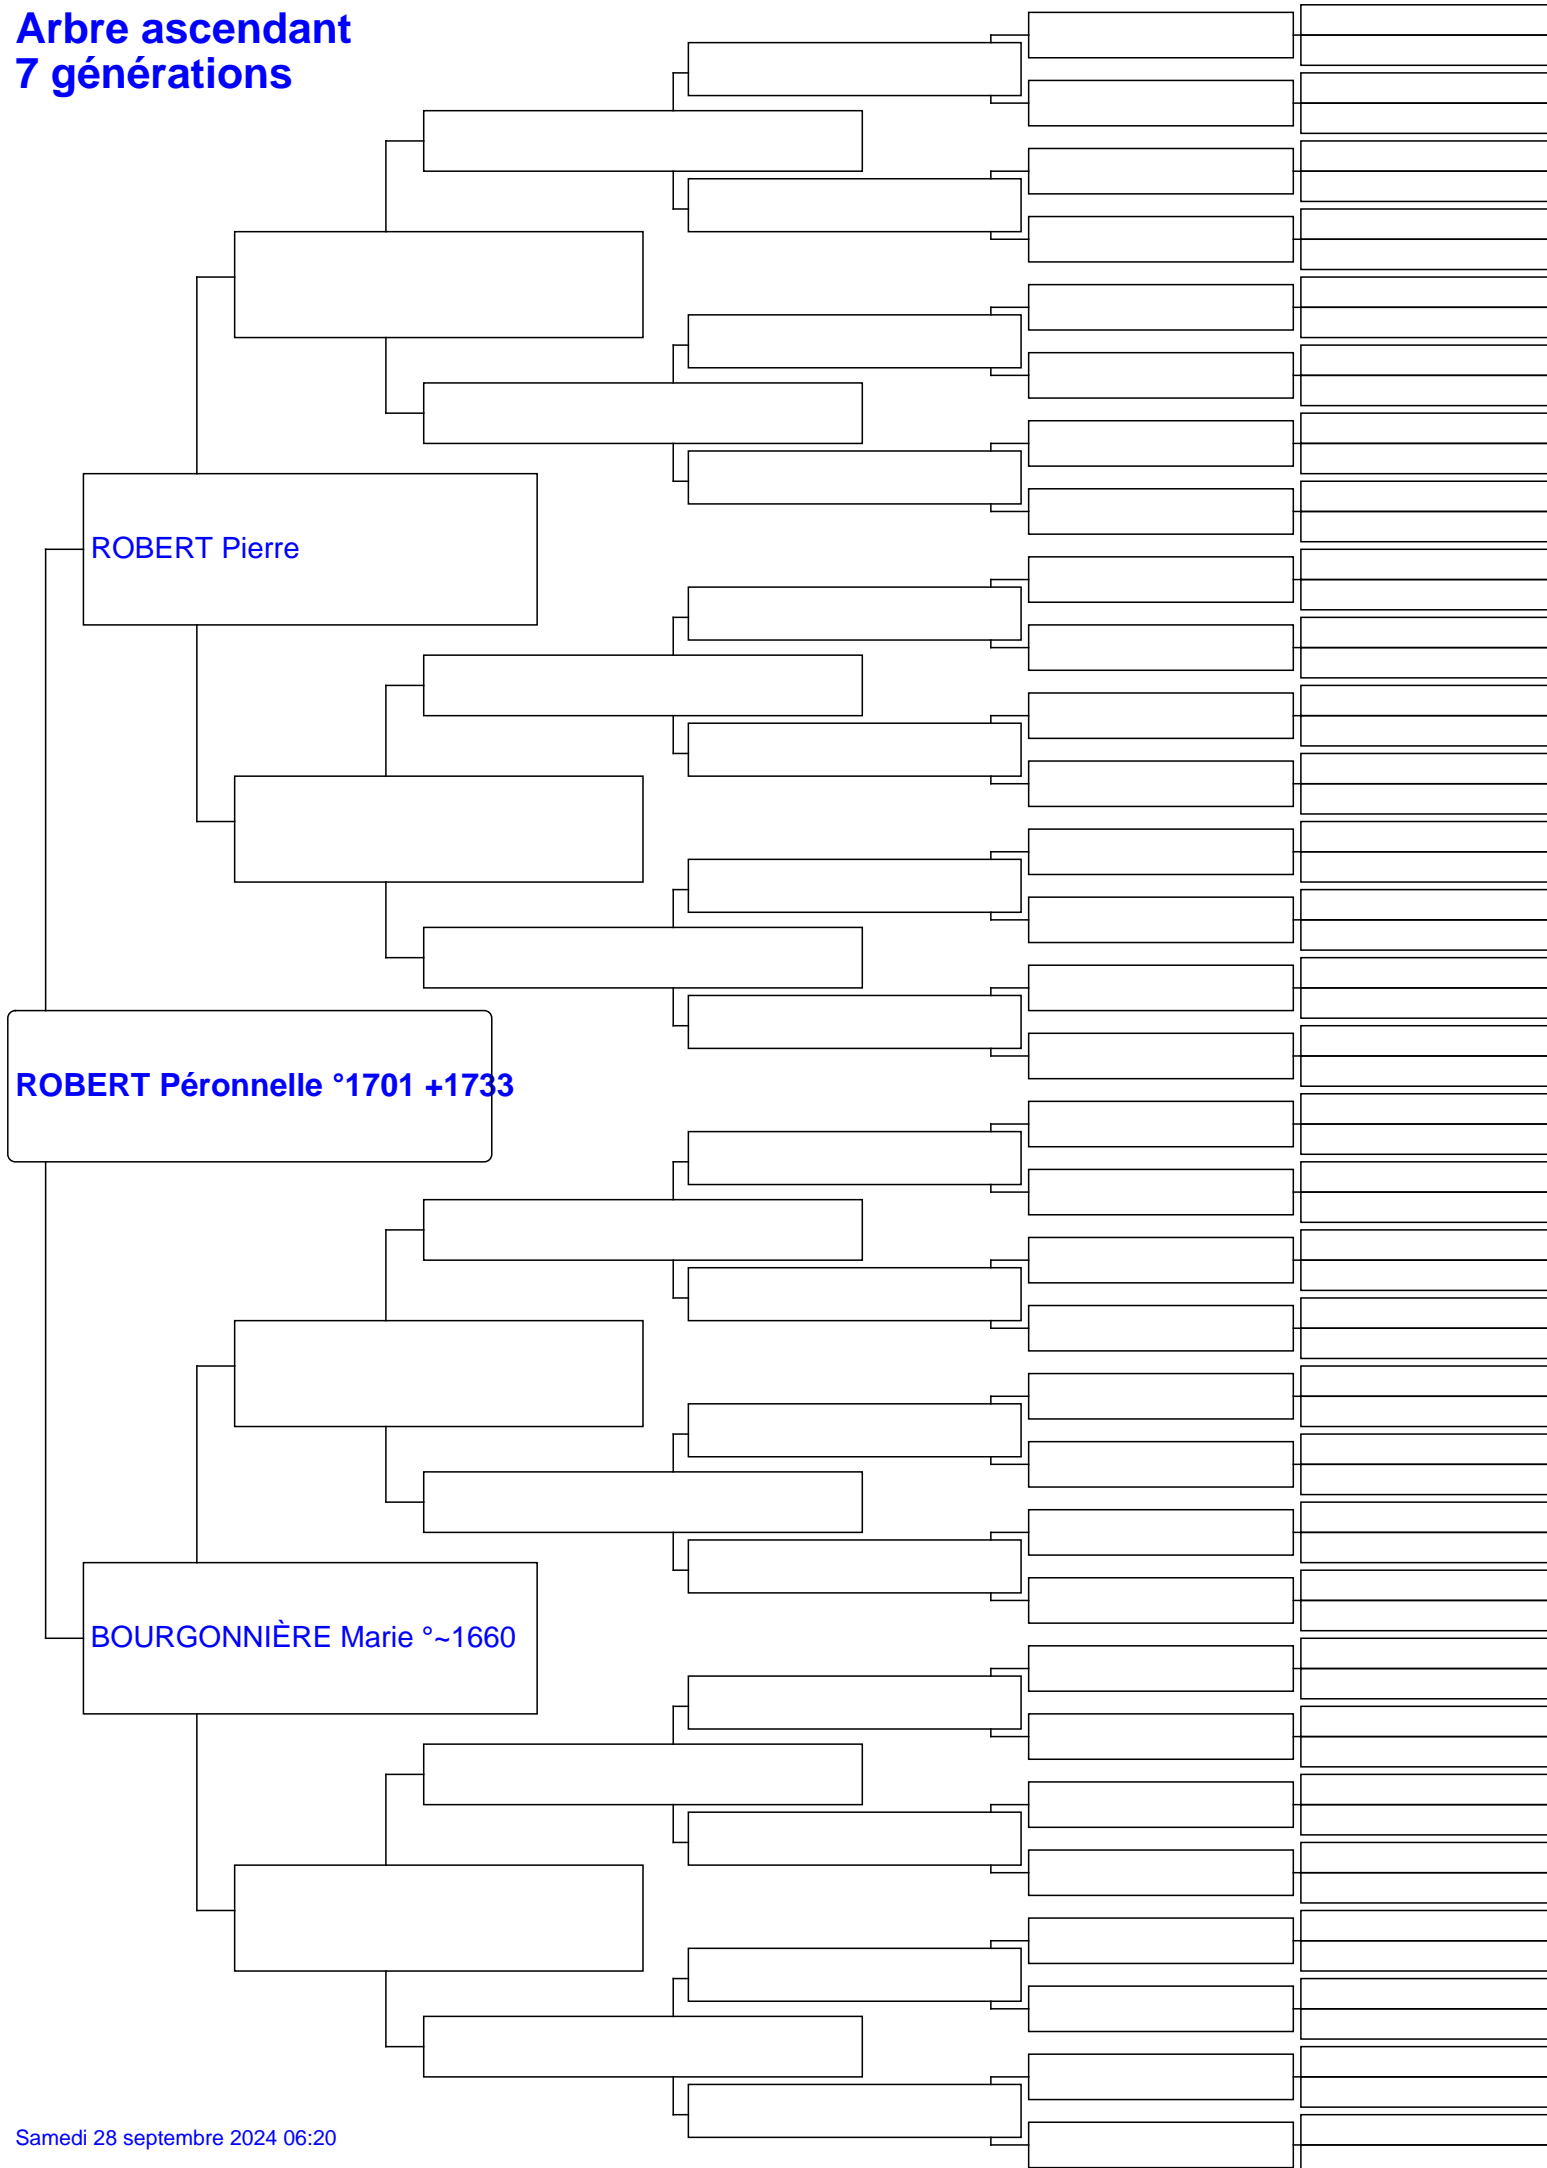 Arbre ascendant
7 générations
ROBERT Pierre
ROBERT Péronnelle °1701 +1733
BOURGONNIÈRE Marie °~1660
Samedi 28 septembre 2024 06:20